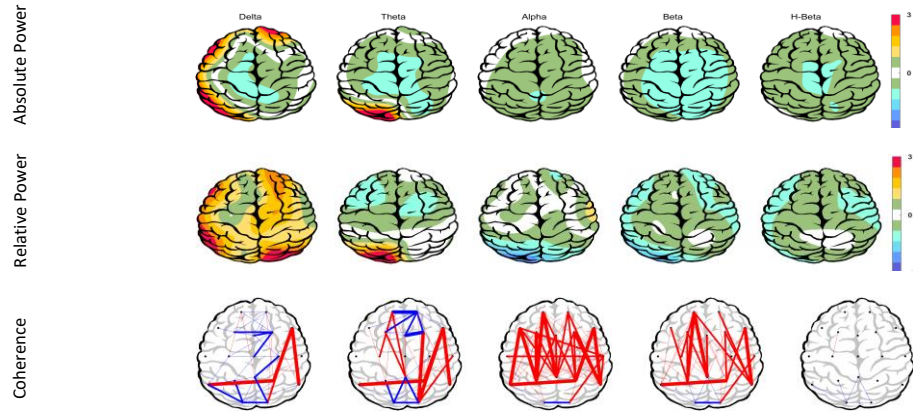 Delta Theta Alpha Beta H-Beta
Absolute Power
3
0
Relative Power
3
0
Coherence